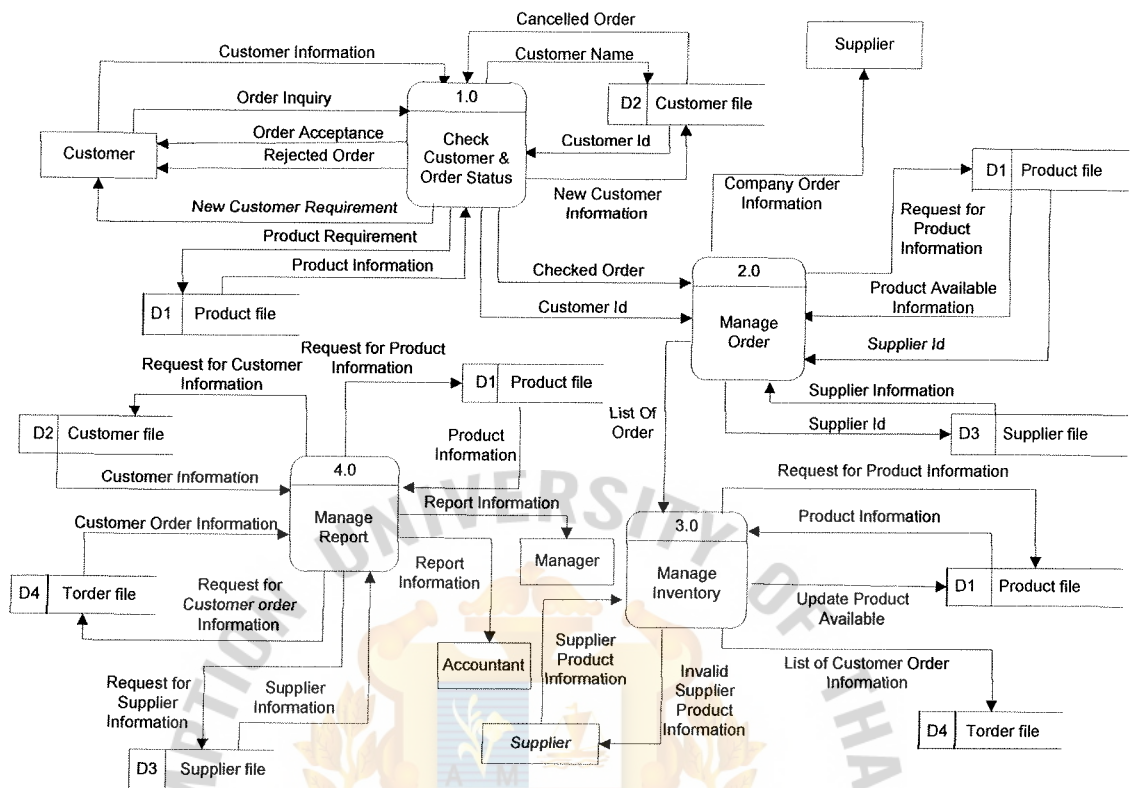 Cancelled Order
Customer Information
Customer Name
Supplier
1.0
D2 Customer file
Order Inquiry
Order Acceptance
Check
Customer &
Order Status
Customer Id
Customer
Rejected Order
D1 Product file
New Customer
Information
Company Order
Information
New Customer Requirement
Request for
Product
Information
Product Requirement
Product Information
Checked Order
2.0
D1 Product file
Customer Id
Product Available
Information
Manage
Order
Supplier Id
Request for Product
Information
Request for Customer
Information
D1 Product file
Supplier Information
List Of
Order
Supplier Id
D3 Supplier file
D2 Customer file
Product
Information
4.0
Customer Information
Request for Product Information
Report Information
Manage
Report
Customer Order Information
Product Information
3.0
Manager
Report
Information
Manage
Inventory
D4 Torder file
Request for
Customer order
Information
D1 Product file
Update Product
Available
Supplier
Product
Information
Accountant
Invalid
Supplier
Product
Information
List of Customer Order
Information
Request for
Supplier
Information
Supplier
Information
Supplier
D4 Torder file
D3 Supplier file
MPTION UNIVERSITY OF THA
A M